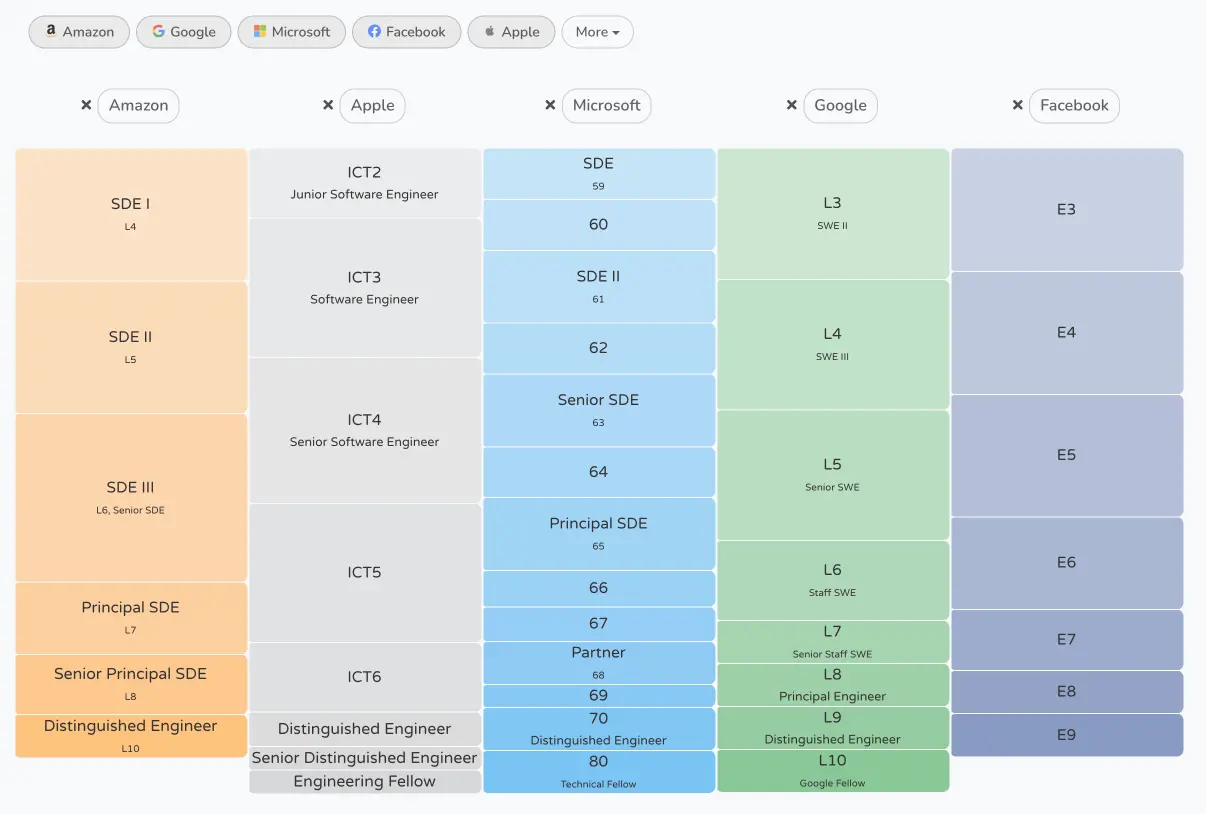 Amazon
Google
Microsoft
Facebook
Apple
More
× Amazon
× Apple
× Microsoft
× Google
× Facebook
SDE I
L4
SDE II
L5
SDE III
L6, Senior SDE
Principal SDE
L7
Senior Principal SDE
L8
Distinguished Engineer
L10
ICT2
Junior Software Engineer
ICT3
Software Engineer
ICT4
Senior Software Engineer
ICT5
ICT6
Distinguished Engineer
Senior Distinguished Engineer
Engineering Fellow
SDE
59
60
SDE II
61
62
Senior SDE
63
64
Principal SDE
65
66
67
Partner
68
69
70
Distinguished Engineer
80
Technical Fellow
L3
SWE II
L4
SWE III
L5
Senior SWE
L6
Staff SWE
L7
Senior Staff SWE
L8
Principal Engineer
L9
Distinguished Engineer
L10
Google Fellow
E3
E4
E5
E6
E7
E8
E9